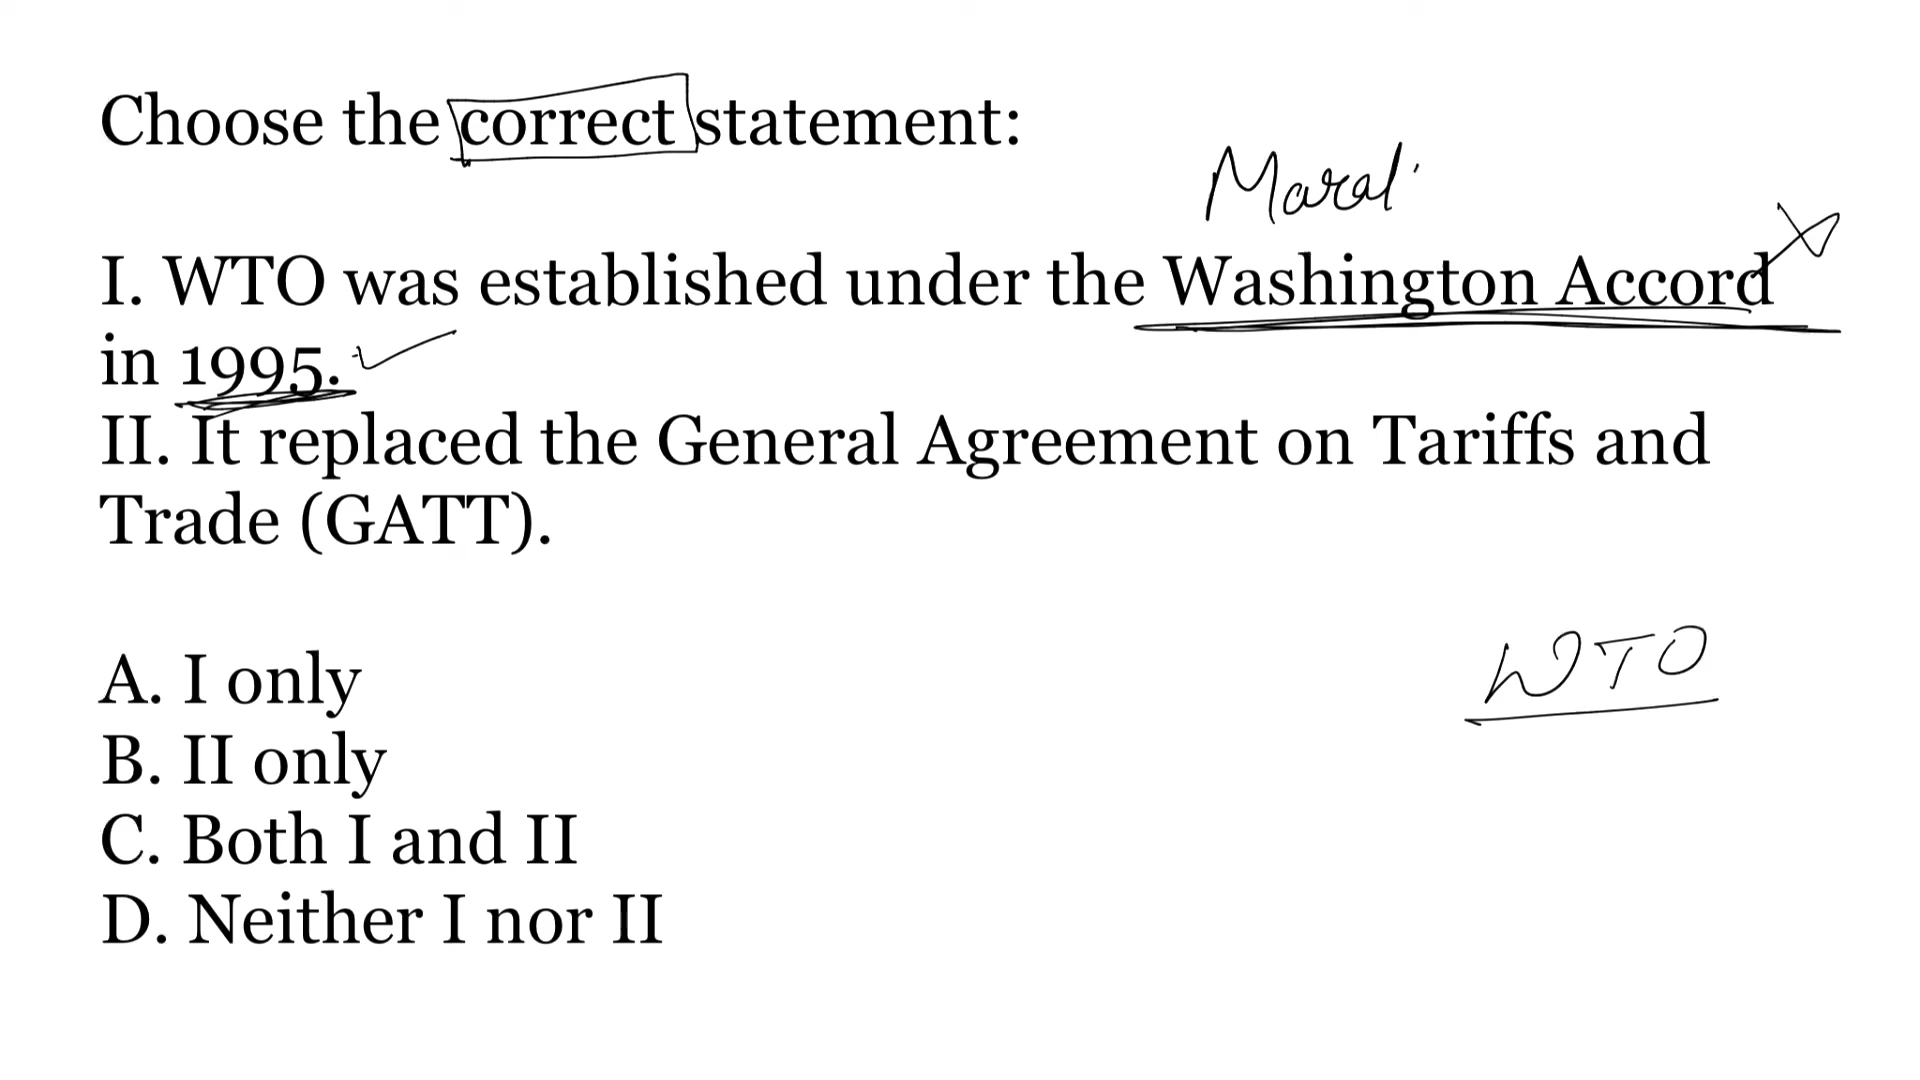 Choose the correct statement:
Maral
I. WTO was established under the Washington Accord
in 1995.
II. It replaced the General Agreement on Tariffs and
Trade (GATT).
WTO
A. I only
B. II only
C. Both I and II
D. Neither I nor II